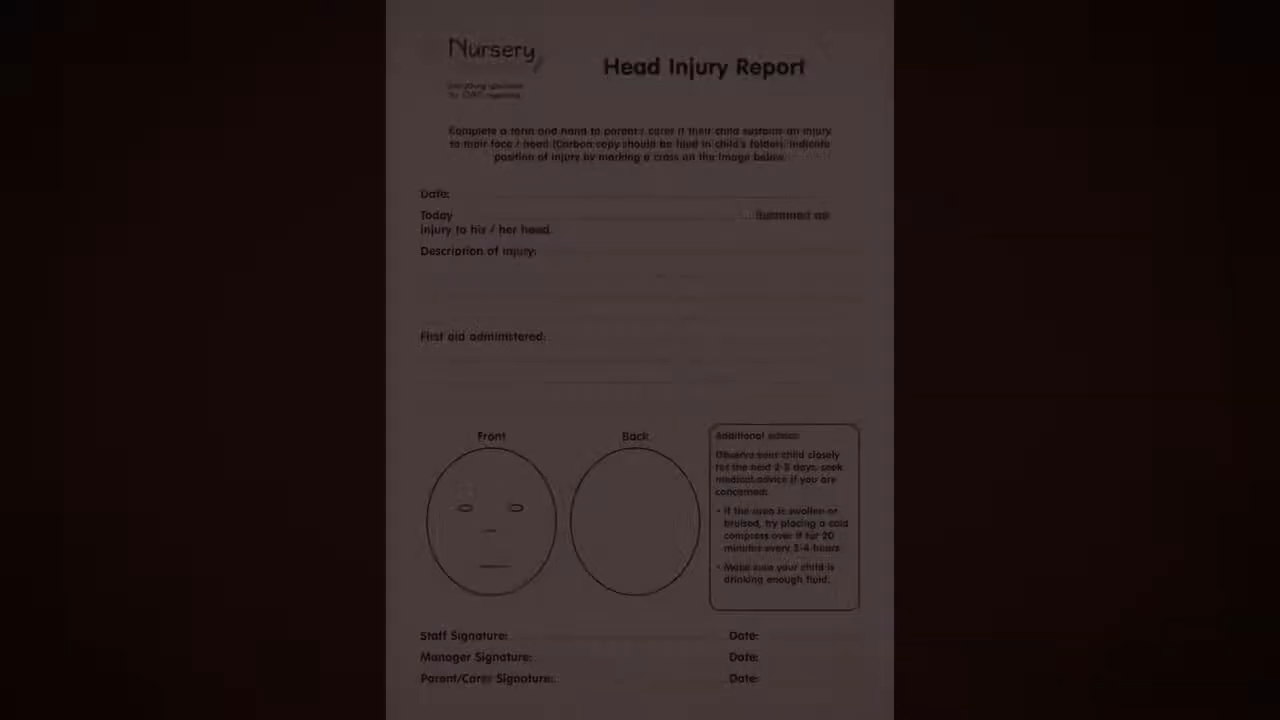 Nursery
Head Injury Report
Everything specialist
for EYFS
Complete a form and hand to parent / carer if their child sustains an injury
to their face / head (Carbon copy should be filed in child's folder). Indicate
position of injury by marking a cross on the image below.
Date:
Today
Sustained an
injury to his / her head.
Description of injury:
First aid administered:
Front
Back
Additional advice:
Observe your child closely
for the next 2-3 days, seek
medical advice if you are
concerned:
• If the area is swollen or
bruised, try placing a cold
compress over it for 20
minutes every 3-4 hours
• Make sure your child is
drinking enough fluid.
Staff Signature:
Date:
Manager Signature:
Date:
Parent/Carer Signature:
Date: